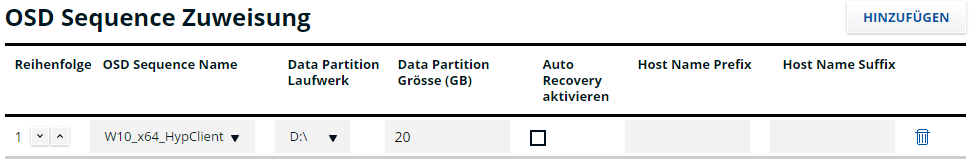 OSD Sequence Zuweisung
HINZUFÜGEN
Reihenfolge OSD Sequence Name Data Partition Laufwerk Data Partition Grösse (GB) Auto Recovery aktivieren Host Name Prefix Host Name Suffix
1 W10_x64_HypClient D:\ 20